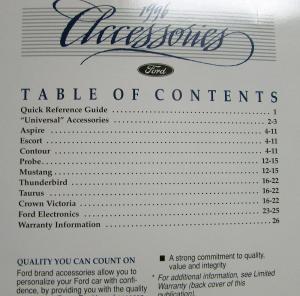 1996
Accessories
Ford
TABLE OF CONTENTS
Quick Reference Guide . . . . . . . . . . . . . . . . . . . . . . . . . . 1
"Universal" Accessories . . . . . . . . . . . . . . . . . . . . . . . . 2-3
Aspire . . . . . . . . . . . . . . . . . . . . . . . . . . . . . . . . . . . . . 4-11
Escort . . . . . . . . . . . . . . . . . . . . . . . . . . . . . . . . . . . . . 4-11
Contour . . . . . . . . . . . . . . . . . . . . . . . . . . . . . . . . . . . 4-11
Probe . . . . . . . . . . . . . . . . . . . . . . . . . . . . . . . . . . . . 12-15
Mustang . . . . . . . . . . . . . . . . . . . . . . . . . . . . . . . . . . 12-15
Thunderbird . . . . . . . . . . . . . . . . . . . . . . . . . . . . . . 16-22
Taurus . . . . . . . . . . . . . . . . . . . . . . . . . . . . . . . . . . . 16-22
Crown Victoria . . . . . . . . . . . . . . . . . . . . . . . . . . . . 16-22
Ford Electronics . . . . . . . . . . . . . . . . . . . . . . . . . . . 23-25
Warranty Information . . . . . . . . . . . . . . . . . . . . . . . . . 26
QUALITY YOU CAN COUNT ON
Ford brand accessories allow you to
personalize your Ford car with confi-
dence, by providing you with the quality
■ A strong commitment to quality,
value and integrity
* For additional information, see Limited
Warranty (back cover of this
publication).